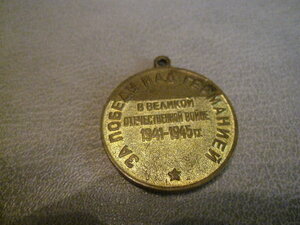 ЗА ПОБЕДУ НАД ГЕРМАНИЕЙ
В ВЕЛИКОЙ
ОТЕЧЕСТВЕННОЙ ВОЙНЕ
1941-1945 ГГ.